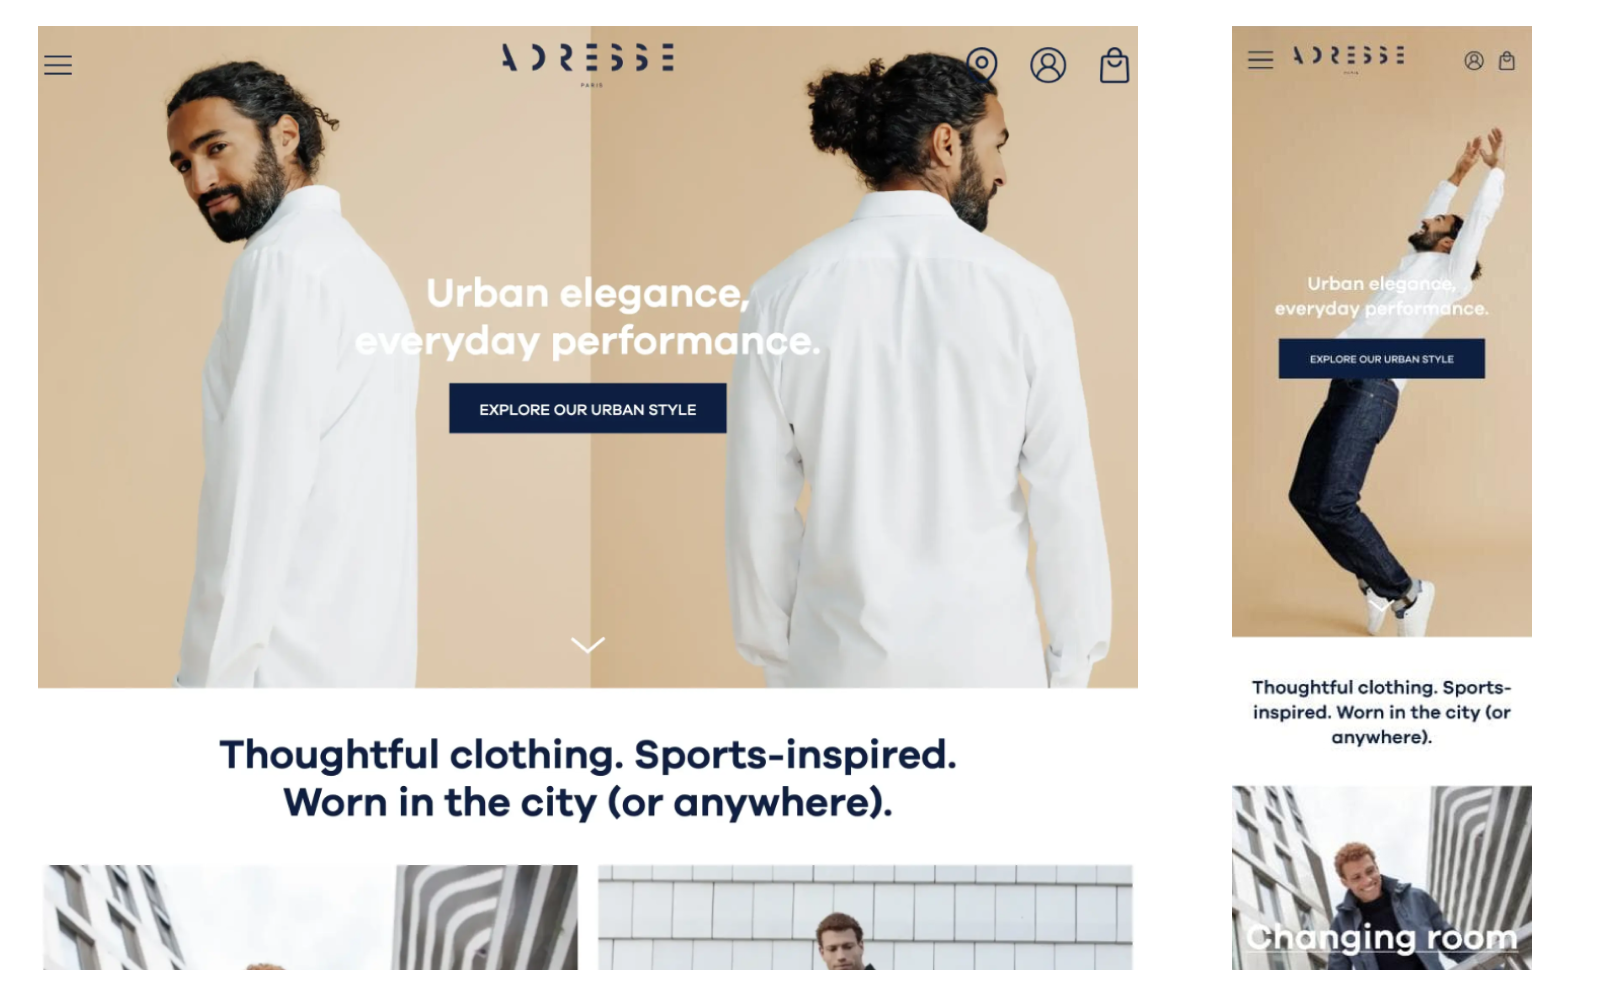 ADRESSE
PARIS
Urban elegance,
everyday performance.
EXPLORE OUR URBAN STYLE
Thoughtful clothing. Sports-inspired.
Worn in the city (or anywhere).
ADRESSE
PARIS
Urban elegance,
everyday performance.
EXPLORE OUR URBAN STYLE
Thoughtful clothing. Sports-
inspired. Worn in the city (or
anywhere).
Changing room